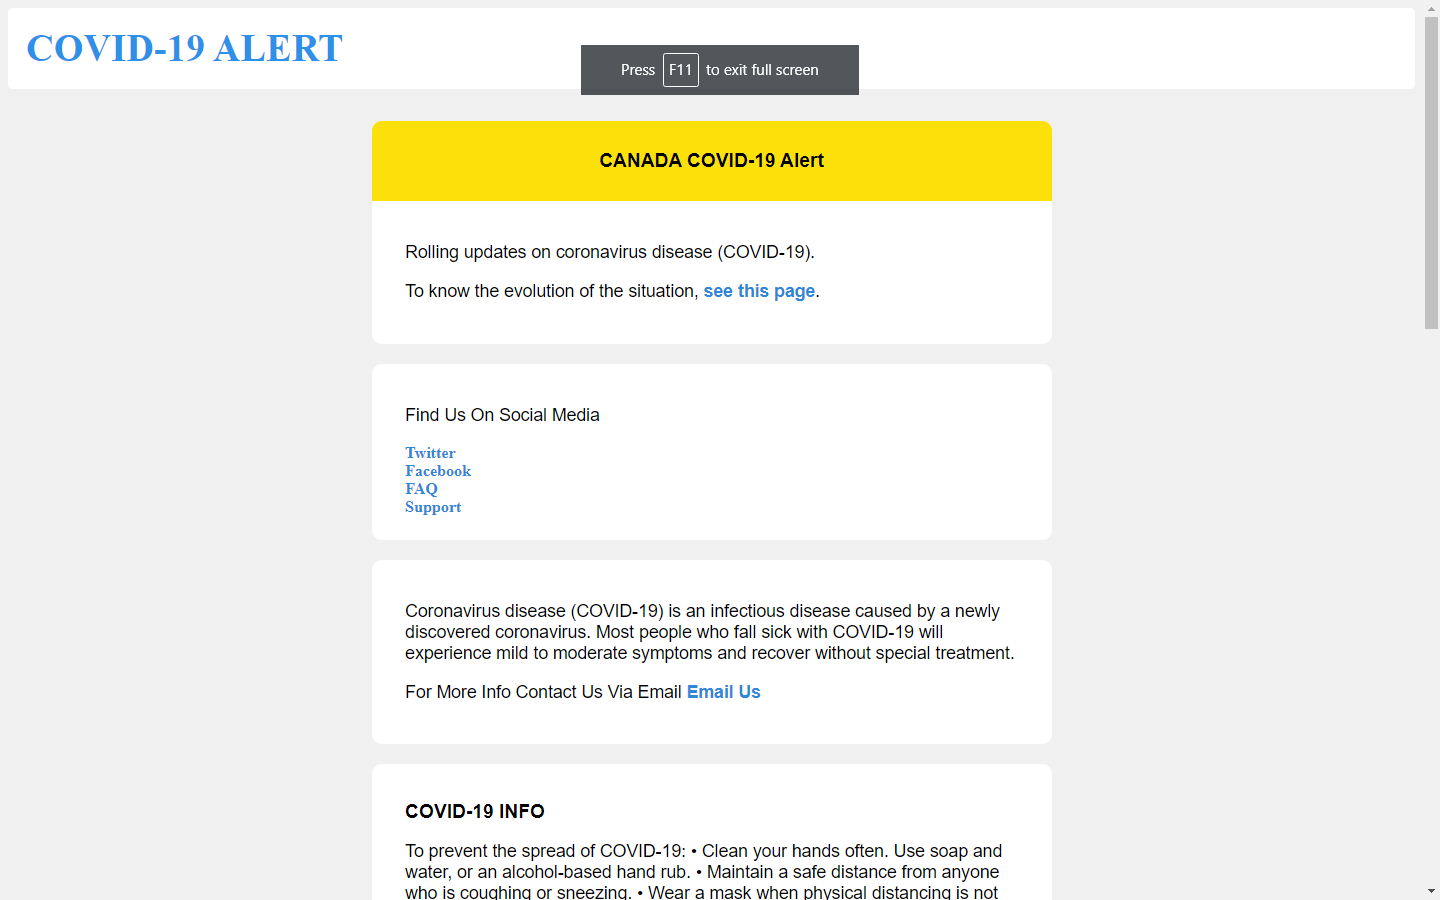 COVID-19 ALERT
Press F11 to exit full screen
CANADA COVID-19 Alert
Rolling updates on coronavirus disease (COVID-19).
To know the evolution of the situation, see this page.
Find Us On Social Media
Twitter
Facebook
FAQ
Support
Coronavirus disease (COVID-19) is an infectious disease caused by a newly
discovered coronavirus. Most people who fall sick with COVID-19 will
experience mild to moderate symptoms and recover without special treatment.
For More Info Contact Us Via Email Email Us
COVID-19 INFO
To prevent the spread of COVID-19: • Clean your hands often. Use soap and
water, or an alcohol-based hand rub. • Maintain a safe distance from anyone
who is coughing or sneezing. • Wear a mask when physical distancing is not